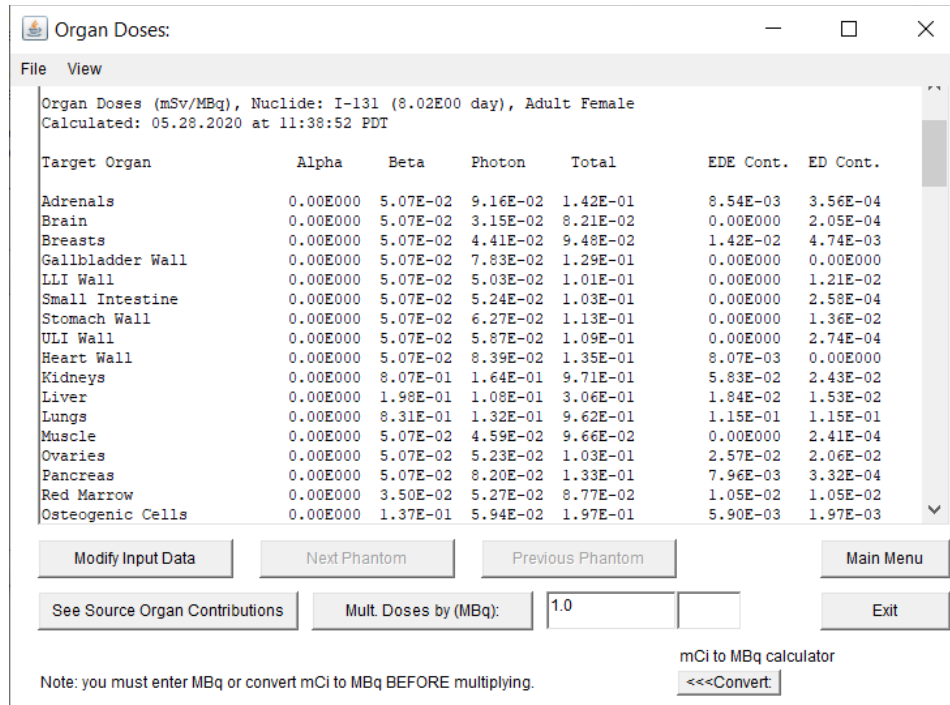 Organ Doses:
File View
Organ Doses (mSv/MBq), Nuclide: I-131 (8.02E00 day), Adult Female
Calculated: 05.28.2020 at 11:38:52 PDT
Target Organ Alpha Beta Photon Total EDE Cont. ED Cont.
Adrenals 0.00E000 5.07E-02 9.16E-02 1.42E-01 8.54E-03 3.56E-04
Brain 0.00E000 5.07E-02 3.15E-02 8.21E-02 0.00E000 2.05E-04
Breasts 0.00E000 5.07E-02 4.41E-02 9.48E-02 1.42E-02 4.74E-03
Gallbladder Wall 0.00E000 5.07E-02 7.83E-02 1.29E-01 0.00E000 0.00E000
LLI Wall 0.00E000 5.07E-02 5.03E-02 1.01E-01 0.00E000 1.21E-02
Small Intestine 0.00E000 5.07E-02 5.24E-02 1.03E-01 0.00E000 2.58E-04
Stomach Wall 0.00E000 5.07E-02 6.27E-02 1.13E-01 0.00E000 1.36E-02
ULI Wall 0.00E000 5.07E-02 5.87E-02 1.09E-01 0.00E000 2.74E-04
Heart Wall 0.00E000 5.07E-02 8.39E-02 1.35E-01 8.07E-03 0.00E000
Kidneys 0.00E000 8.07E-01 1.64E-01 9.71E-01 5.83E-02 2.43E-02
Liver 0.00E000 1.98E-01 1.08E-01 3.06E-01 1.84E-02 1.53E-02
Lungs 0.00E000 8.31E-01 1.32E-01 9.62E-01 1.15E-01 1.15E-01
Muscle 0.00E000 5.07E-02 4.59E-02 9.66E-02 0.00E000 2.41E-04
Ovaries 0.00E000 5.07E-02 5.23E-02 1.03E-01 2.57E-02 2.06E-02
Pancreas 0.00E000 5.07E-02 8.20E-02 1.33E-01 7.96E-03 3.32E-04
Red Marrow 0.00E000 3.50E-02 5.27E-02 8.77E-02 1.05E-02 1.05E-02
Osteogenic Cells 0.00E000 1.37E-01 5.94E-02 1.97E-01 5.90E-03 1.97E-03
Modify Input Data Next Phantom Previous Phantom Main Menu
See Source Organ Contributions Mult. Doses by (MBq): 1.0 Exit
mCi to MBq calculator
Note: you must enter MBq or convert mCi to MBq BEFORE multiplying. <<<Convert: